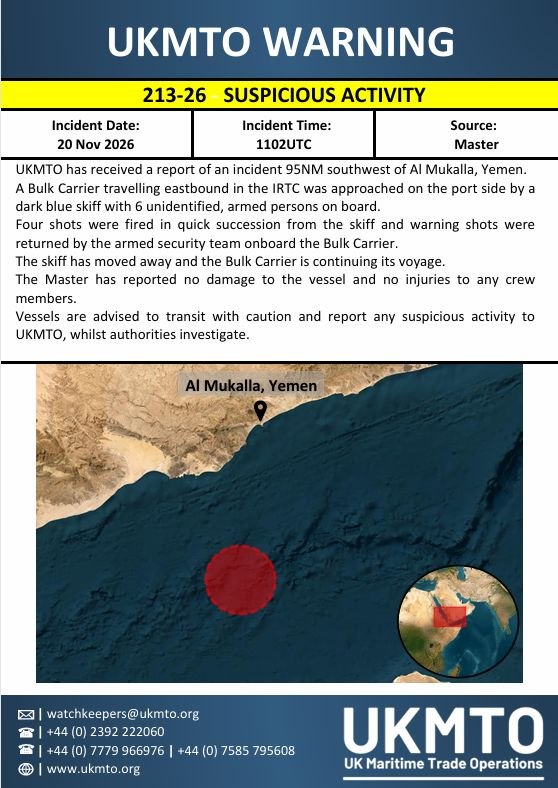 UKMTO WARNING
213-26 - SUSPICIOUS ACTIVITY
Incident Date:
20 Nov 2026
Incident Time:
1102UTC
Source:
Master
UKMTO has received a report of an incident 95NM southwest of Al Mukalla, Yemen.
A Bulk Carrier travelling eastbound in the IRTC was approached on the port side by a
dark blue skiff with 6 unidentified, armed persons on board.
Four shots were fired in quick succession from the skiff and warning shots were
returned by the armed security team onboard the Bulk Carrier.
The skiff has moved away and the Bulk Carrier is continuing its voyage.
The Master has reported no damage to the vessel and no injuries to any crew
members.
Vessels are advised to transit with caution and report any suspicious activity to
UKMTO, whilst authorities investigate.
Al Mukalla, Yemen
| watchkeepers@ukmto.org
| +44 (0) 2392 222060
| +44 (0) 7779 966976 | +44 (0) 7585 795608
| www.ukmto.org
UKMTO
UK Maritime Trade Operations